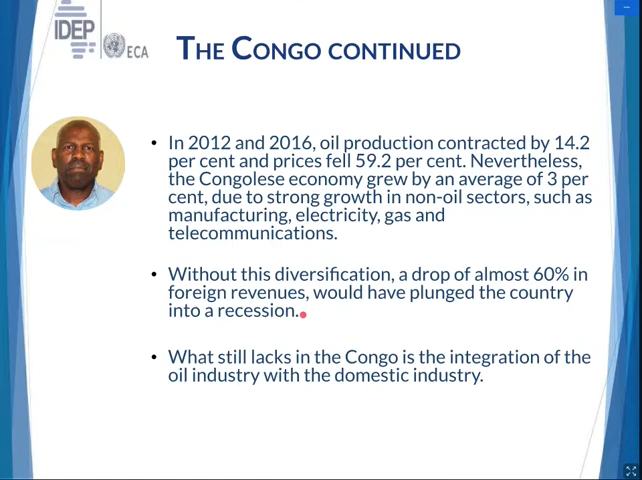 IDEP
ECA
THE CONGO CONTINUED
• In 2012 and 2016, oil production contracted by 14.2
per cent and prices fell 59.2 per cent. Nevertheless,
the Congolese economy grew by an average of 3 per
cent, due to strong growth in non-oil sectors, such as
manufacturing, electricity, gas and
telecommunications.
• Without this diversification, a drop of almost 60% in
foreign revenues, would have plunged the country
into a recession.
• What still lacks in the Congo is the integration of the
oil industry with the domestic industry.